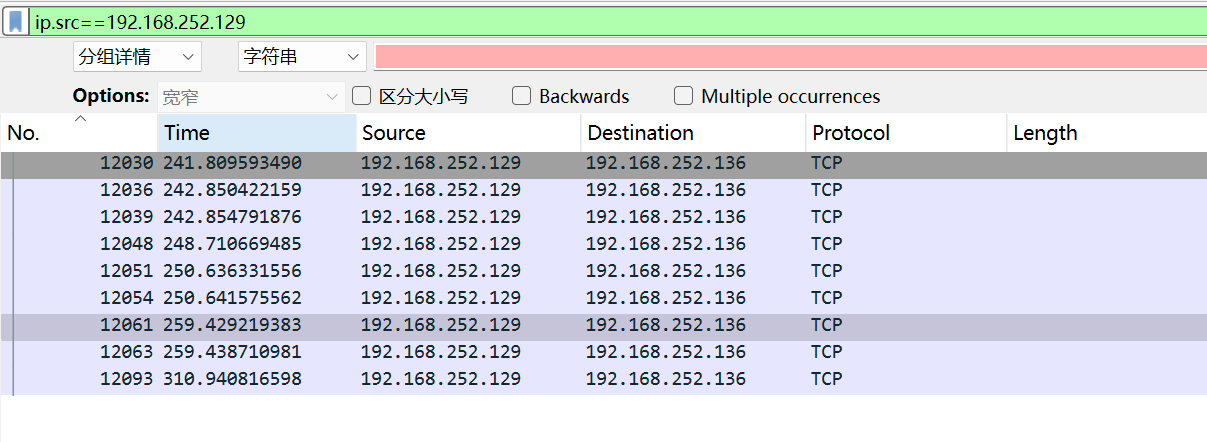 ip.src==192.168.252.129
分组详情 字符串
Options: 宽窄 区分大小写 Backwards Multiple occurrences
No. Time Source Destination Protocol Length
12030 241.809593490 192.168.252.129 192.168.252.136 TCP
12036 242.850422159 192.168.252.129 192.168.252.136 TCP
12039 242.854791876 192.168.252.129 192.168.252.136 TCP
12048 248.710669485 192.168.252.129 192.168.252.136 TCP
12051 250.636331556 192.168.252.129 192.168.252.136 TCP
12054 250.641575562 192.168.252.129 192.168.252.136 TCP
12061 259.429219383 192.168.252.129 192.168.252.136 TCP
12063 259.438710981 192.168.252.129 192.168.252.136 TCP
12093 310.940816598 192.168.252.129 192.168.252.136 TCP